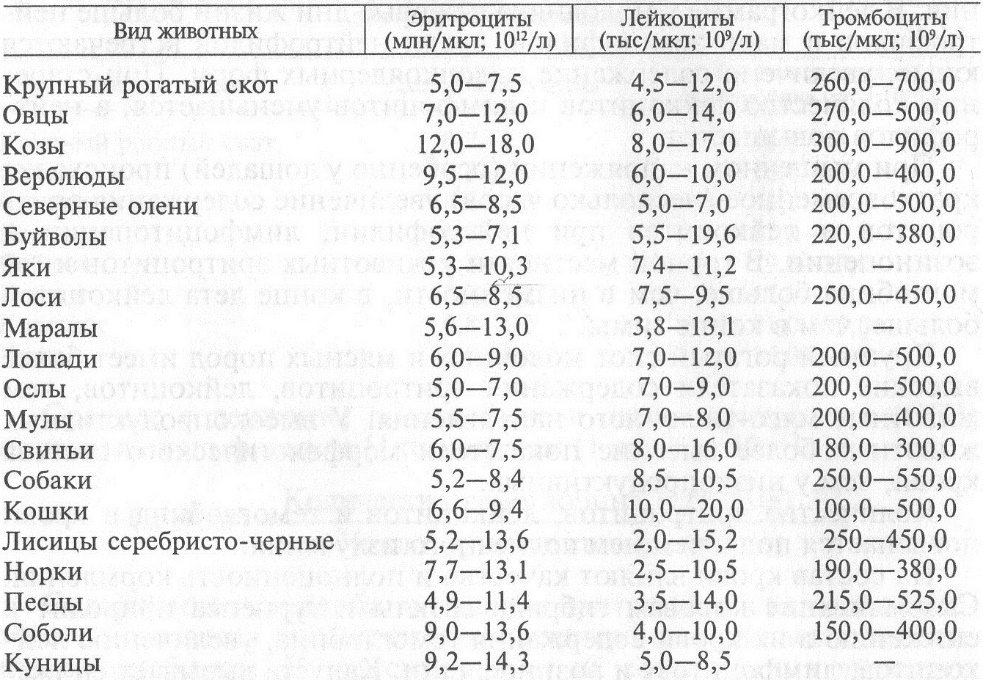 Вид животных Эритроциты (млн/мкл; 10¹²/л) Лейкоциты (тыс/мкл; 10⁹/л) Тромбоциты (тыс/мкл; 10⁹/л)
Крупный рогатый скот 5,0—7,5 4,5—12,0 260,0—700,0
Овцы 7,0—12,0 6,0—14,0 270,0—500,0
Козы 12,0—18,0 8,0—17,0 300,0—900,0
Верблюды 9,5—12,0 6,0—10,0 200,0—400,0
Северные олени 6,5—8,5 5,0—7,0 200,0—500,0
Буйволы 5,3—7,1 5,5—19,6 220,0—380,0
Яки 5,3—10,3 7,4—11,2 —
Лоси 6,5—8,5 7,5—9,5 250,0—450,0
Маралы 5,6—13,0 3,8—13,1 —
Лошади 6,0—9,0 7,0—12,0 200,0—500,0
Ослы 5,0—7,0 7,0—9,0 200,0—500,0
Мулы 5,5—7,5 7,0—8,0 200,0—400,0
Свиньи 6,0—7,5 8,0—16,0 180,0—300,0
Собаки 5,2—8,4 8,5—10,5 250,0—550,0
Кошки 6,6—9,4 10,0—20,0 100,0—500,0
Лисицы серебристо-черные 5,2—13,6 2,0—15,2 250—450,0
Норки 7,7—13,1 2,5—10,5 190,0—380,0
Песцы 4,9—11,4 3,5—14,0 215,0—525,0
Соболи 9,0—13,6 4,0—10,0 150,0—400,0
Куницы 9,2—14,3 5,0—8,5 —